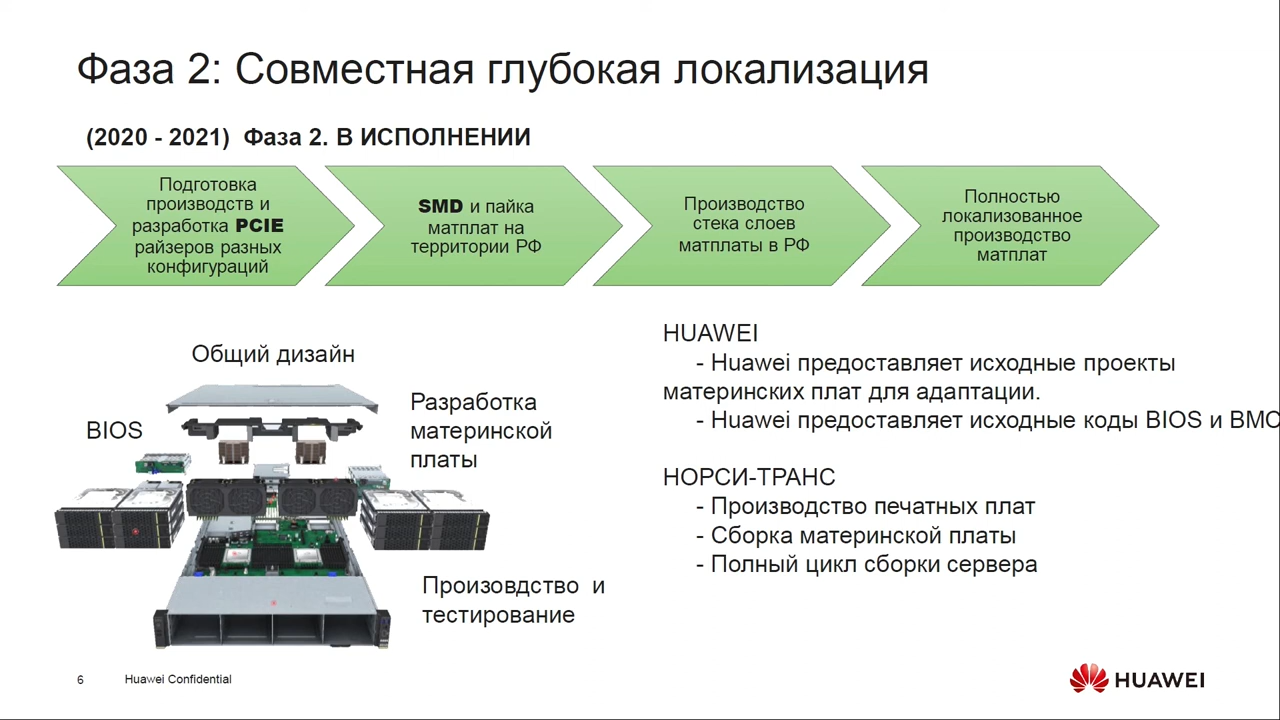 Фаза 2: Совместная глубокая локализация
(2020 - 2021)  Фаза 2. В ИСПОЛНЕНИИ
Подготовка
производств и
разработка PCIE
райзеров разных
конфигураций
SMD и пайка
матплат на
территории РФ
Производство
стека слоев
матплаты в РФ
Полностью
локализованное
производство
матплат
Общий дизайн
BIOS
Разработка
материнской
платы
Произовдство и
тестирование
HUAWEI
- Huawei предоставляет исходные проекты
материнских плат для адаптации.
- Huawei предоставляет исходные коды BIOS и BMC
НОРСИ-ТРАНС
- Производство печатных плат
- Сборка материнской платы
- Полный цикл сборки сервера
6
Huawei Confidential
HUAWEI